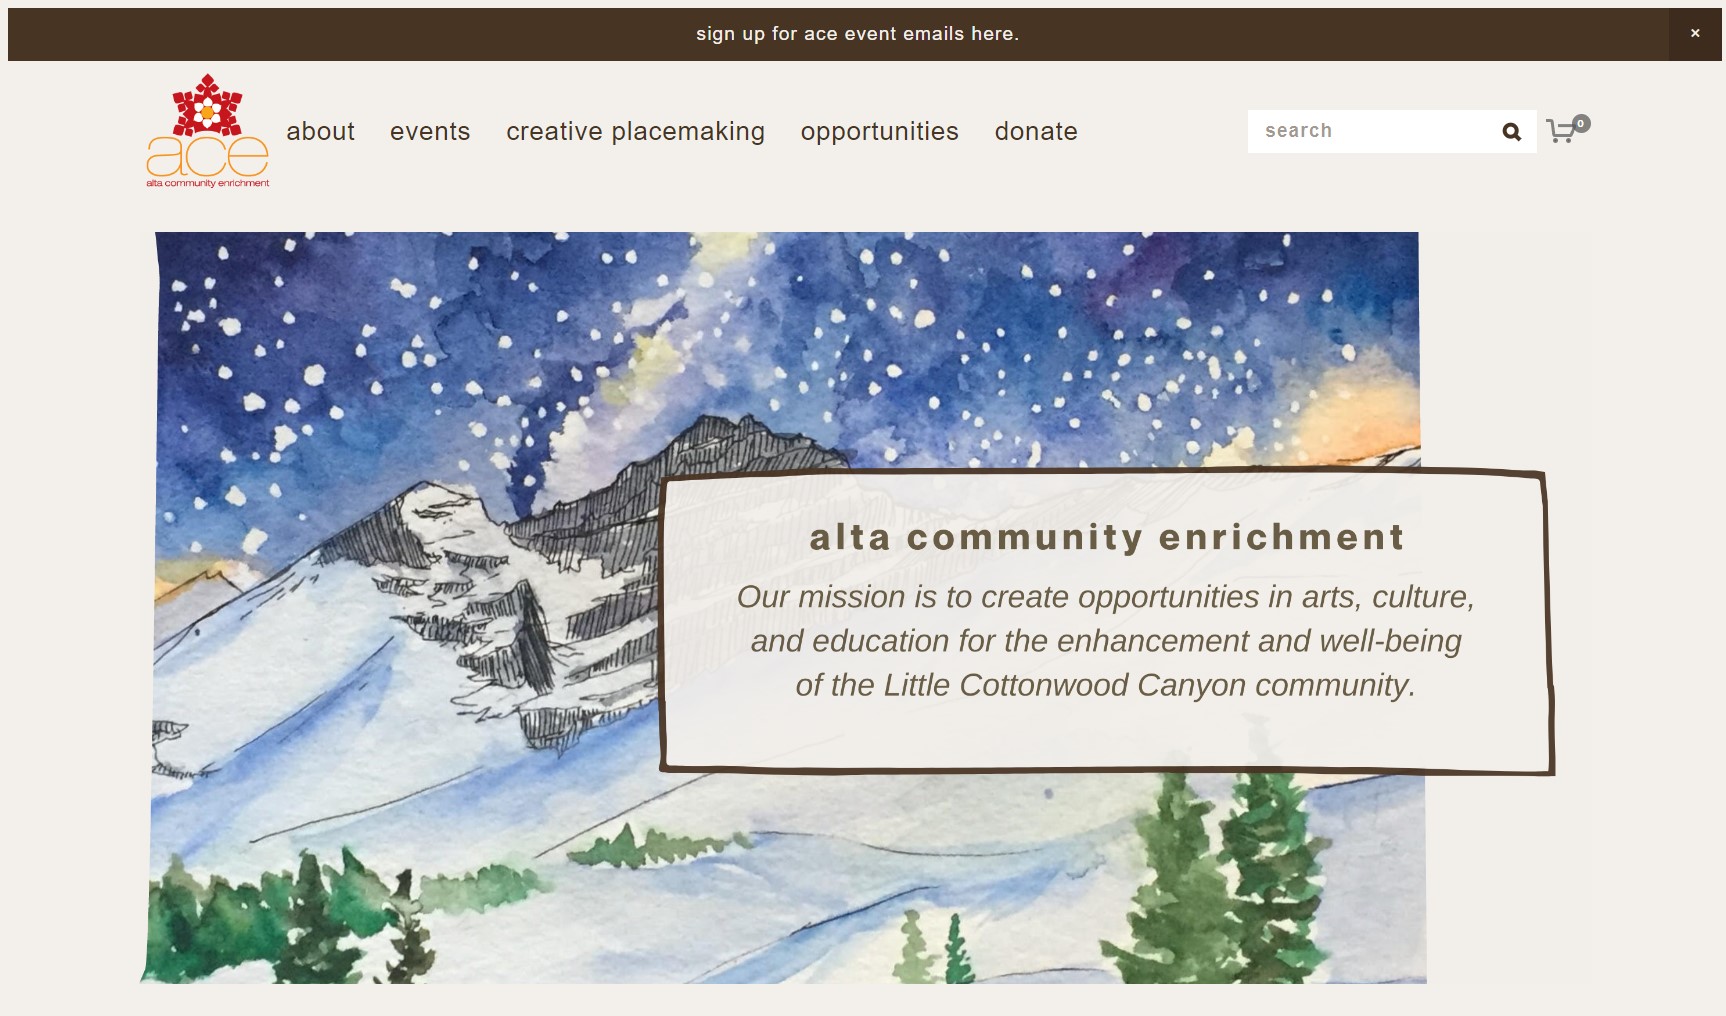 sign up for ace event emails here.
×
ace
alta community enrichment
about events creative placemaking opportunities donate
search
0
alta community enrichment
Our mission is to create opportunities in arts, culture,
and education for the enhancement and well-being
of the Little Cottonwood Canyon community.